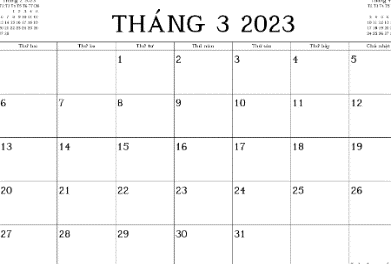 THÁNG 3 2023
Thứ hai Thứ ba Thứ tư Thứ năm Thứ sáu Thứ bảy Chủ nhật
1 2 3 4 5
6 7 8 9 10 11 12
13 14 15 16 17 18 19
20 21 22 23 24 25 26
27 28 29 30 31